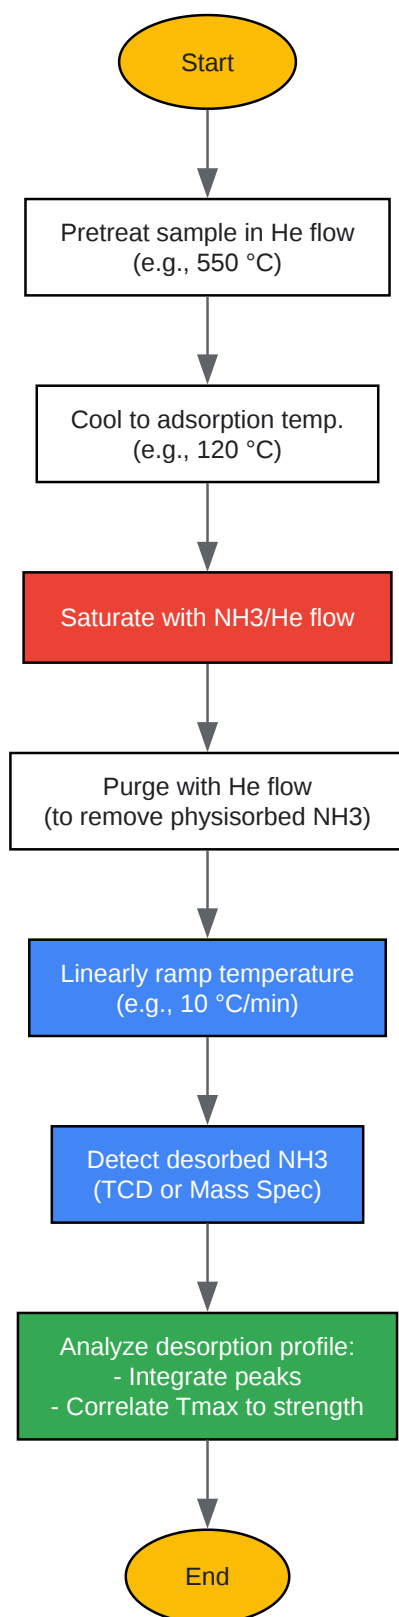 Start
Pretreat sample in He flow
(e.g., 550 °C)
Cool to adsorption temp.
(e.g., 120 °C)
Saturate with NH3/He flow
Purge with He flow
(to remove physisorbed NH3)
Linearly ramp temperature
(e.g., 10 °C/min)
Detect desorbed NH3
(TCD or Mass Spec)
Analyze desorption profile:
- Integrate peaks
- Correlate Tmax to strength
End